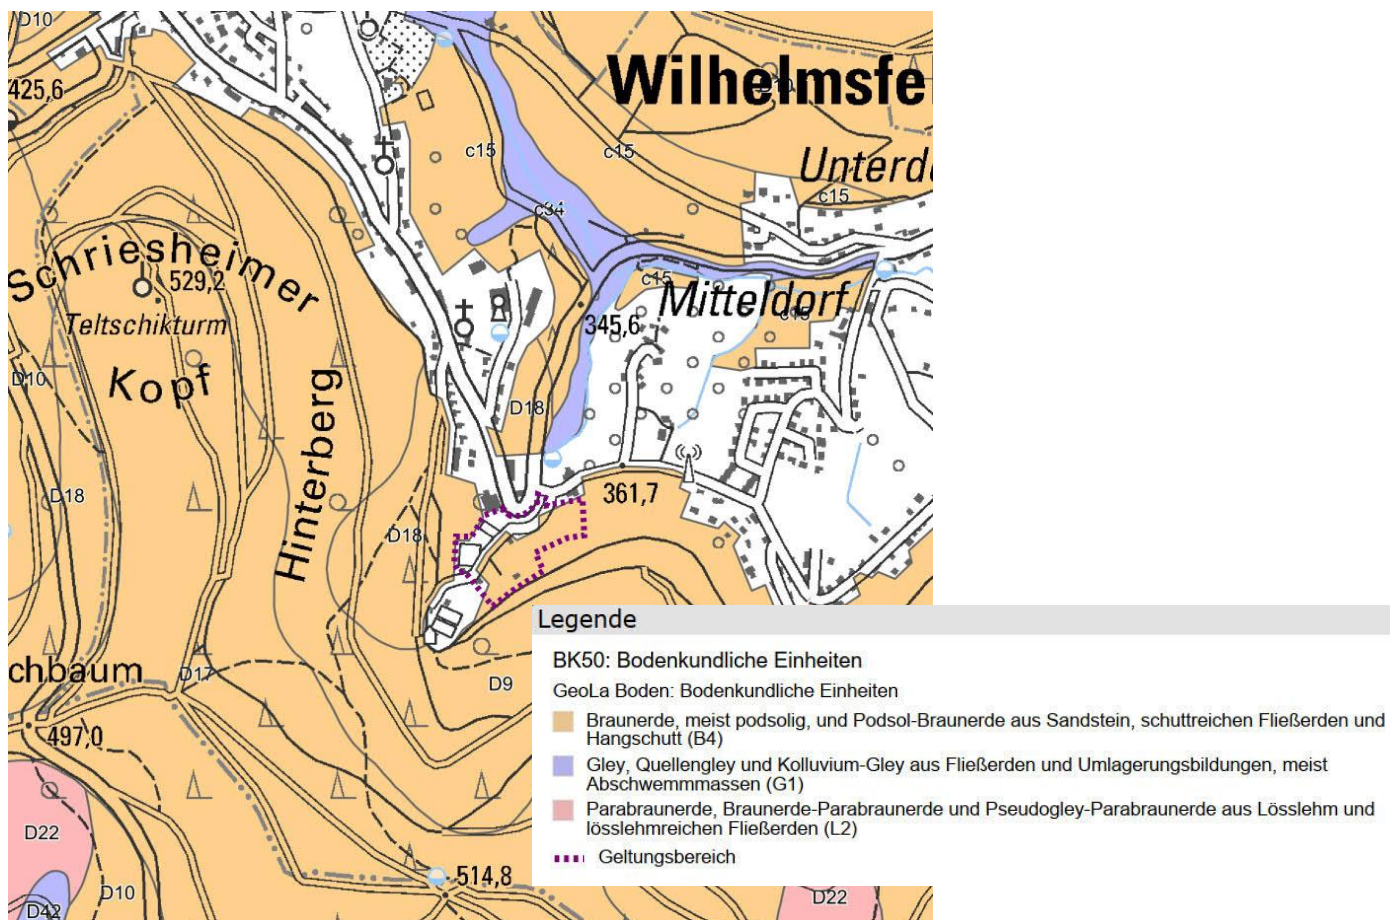 D10
425,6
Wilhelmsfe
D10
c15
c15
Unterd
c15
c34
Schriesheimer
529,2
Teltschikturm
Kopf
D10
Hinterberg
c15
Mitteldorf
c15
345,6
D18
D18
361,7
D18
chbaum
D17
D9
497,0
D22
D10
D42
514,8
D22
Legende
BK50: Bodenkundliche Einheiten
GeoLa Boden: Bodenkundliche Einheiten
Braunerde, meist podsolig, und Podsol-Braunerde aus Sandstein, schuttreichen Fließerden und
Hangschutt (B4)
Gley, Quellengley und Kolluvium-Gley aus Fließerden und Umlagerungsbildungen, meist
Abschwemmmassen (G1)
Parabraunerde, Braunerde-Parabraunerde und Pseudogley-Parabraunerde aus Lösslehm und
lösslehmreichen Fließerden (L2)
Geltungsbereich